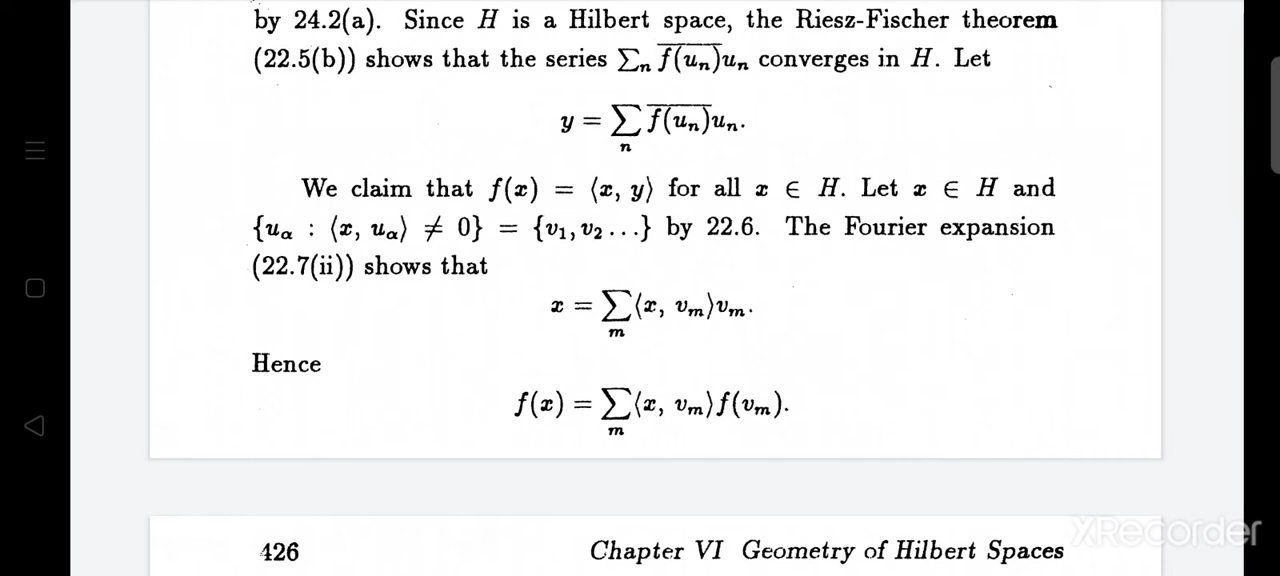 by 24.2(a). Since H is a Hilbert space, the Riesz-Fischer theorem
(22.5(b)) shows that the series ∑ₙ f(uₙ)̅uₙ converges in H. Let
y = ∑ₙ f(uₙ)̅uₙ.
We claim that f(x) = ⟨x, y⟩ for all x ∈ H. Let x ∈ H and
{u_α : ⟨x, u_α⟩ ≠ 0} = {v₁, v₂ ...} by 22.6. The Fourier expansion
(22.7(ii)) shows that
x = ∑ₘ ⟨x, vₘ⟩vₘ.
Hence
f(x) = ∑ₘ ⟨x, vₘ⟩f(vₘ).
426 Chapter VI Geometry of Hilbert Spaces
XRecorder